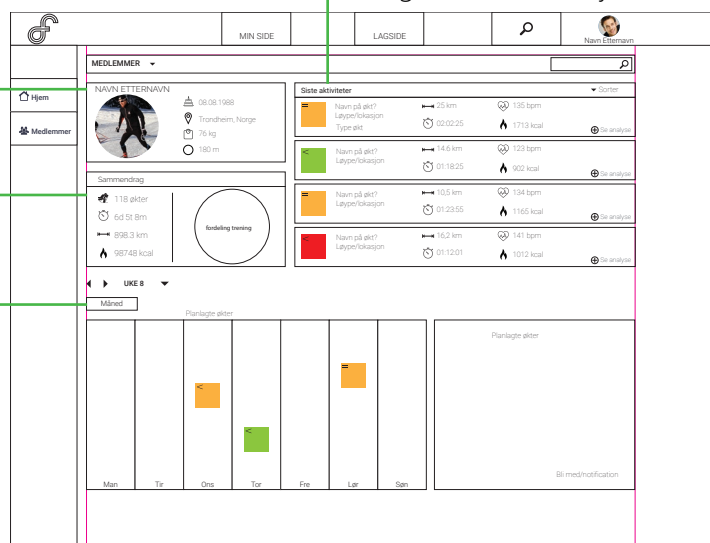 MIN SIDE
LAGSIDE
Navn Etternavn
MEDLEMMER
Hjem
Medlemmer
NAVN ETTERNAVN
08.08.1988
Trondheim, Norge
76 kg
180 m
Sammendrag
118 økter
6d 5t 8m
898.3 km
98748 kcal
fordeling trening
Siste aktiviteter
Sorter
Navn på økt?
Løype/lokasjon
Type økt
25 km
02:02:25
135 bpm
1713 kcal
Se analyse
Navn på økt?
Løype/lokasjon
14.6 km
01:18:25
123 bpm
902 kcal
Se analyse
Navn på økt?
Løype/lokasjon
10,5 km
01:23:55
134 bpm
1165 kcal
Se analyse
Navn på økt?
Løype/lokasjon
16,2 km
01:12:01
141 bpm
1012 kcal
Se analyse
UKE 8
Måned
Planlagte økter
Man
Tir
Ons
Tor
Fre
Lør
Søn
Planlagte økter
Bli med/notification